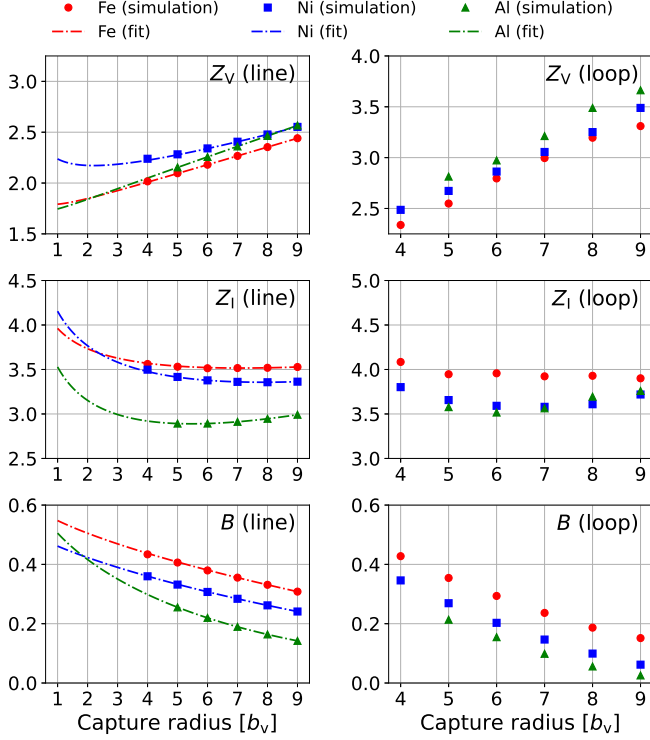 Fe (simulation) Ni (simulation) Al (simulation)
Fe (fit) Ni (fit) Al (fit)
Z_V (line)
3.0
2.5
2.0
1.5
1 2 3 4 5 6 7 8 9
Z_V (loop)
4.0
3.5
3.0
2.5
4 5 6 7 8 9
Z_I (line)
4.5
4.0
3.5
3.0
2.5
1 2 3 4 5 6 7 8 9
Z_I (loop)
5.0
4.5
4.0
3.5
3.0
4 5 6 7 8 9
B (line)
0.6
0.4
0.2
0.0
1 2 3 4 5 6 7 8 9
Capture radius [b_v]
B (loop)
0.6
0.4
0.2
0.0
4 5 6 7 8 9
Capture radius [b_v]